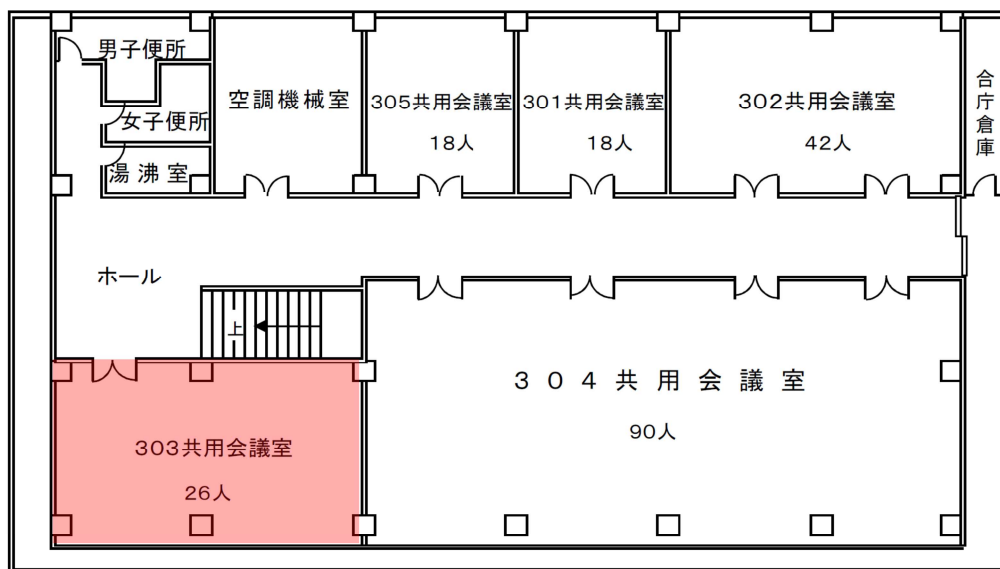 男子便所
女子便所
湯沸室
空調機械室
305共用会議室
18人
301共用会議室
18人
302共用会議室
42人
合庁倉庫
ホール
上
304共用会議室
90人
303共用会議室
26人